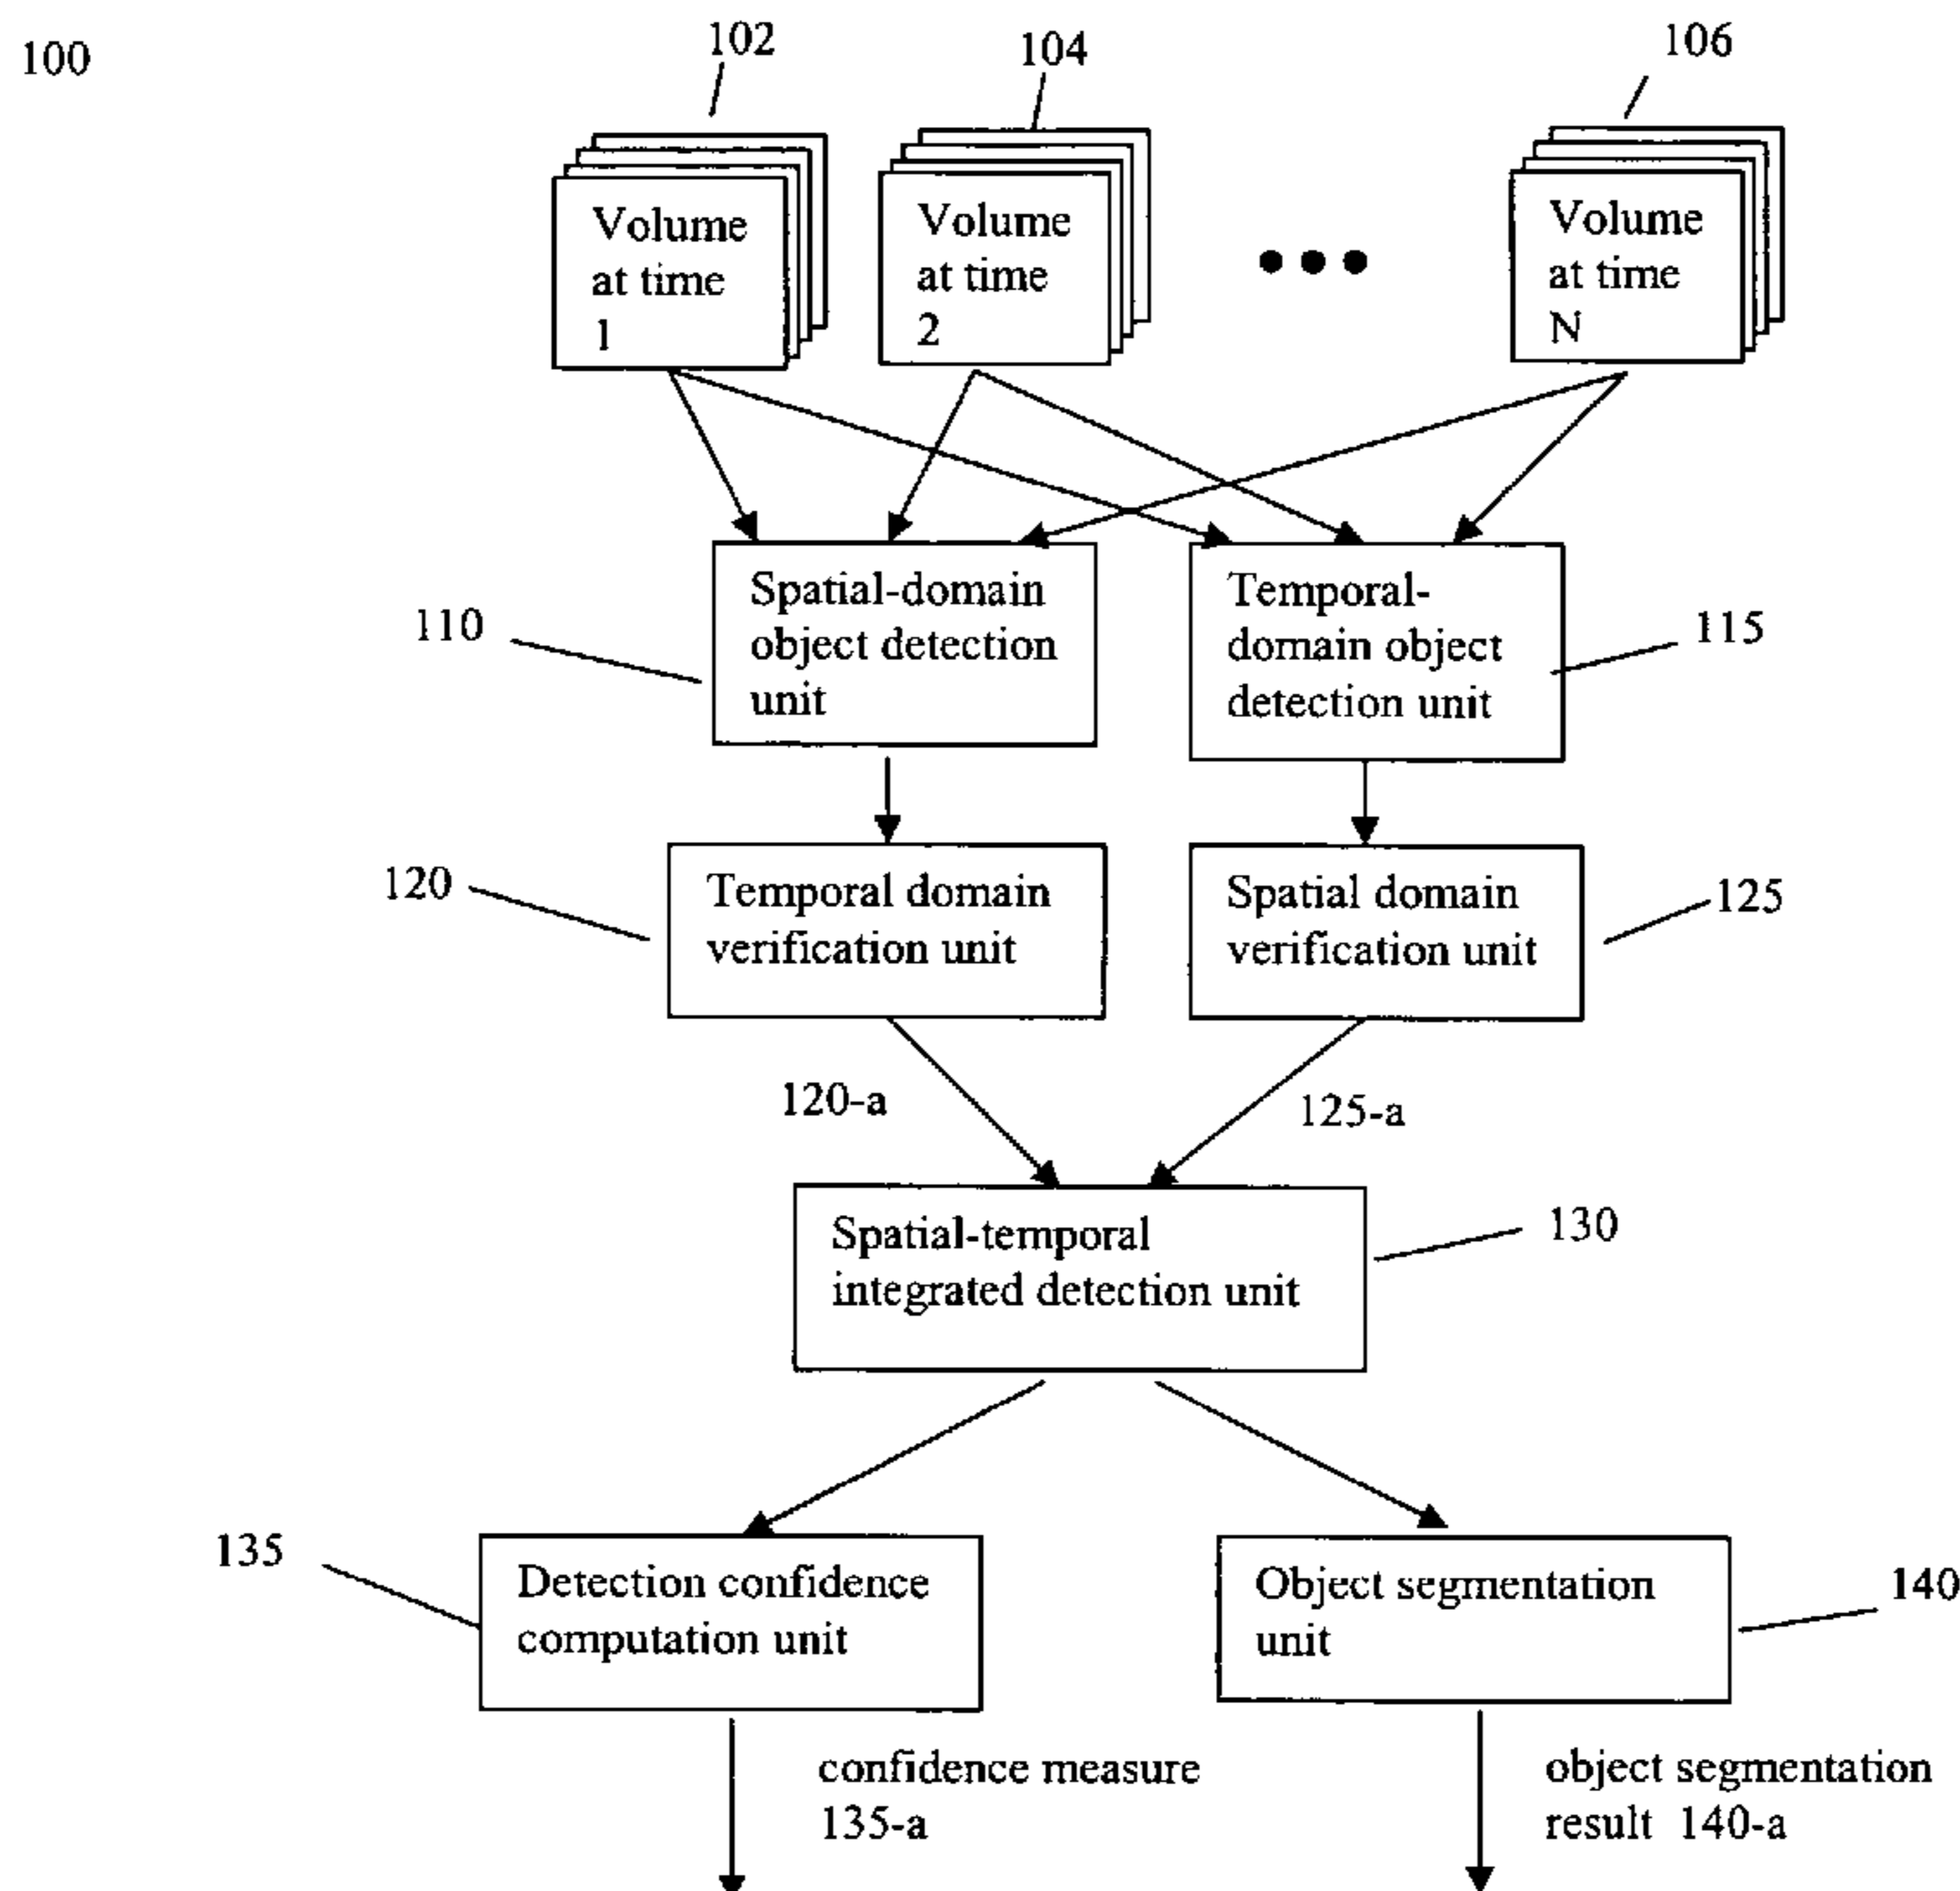 100
102
104
106
Volume
at time
1
Volume
at time
2
Volume
at time
N
110
Spatial-domain
object detection
unit
Temporal-
domain object
detection unit
115
120
Temporal domain
verification unit
Spatial domain
verification unit
125
120-a
125-a
Spatial-temporal
integrated detection unit
130
135
Detection confidence
computation unit
Object segmentation
unit
140
confidence measure
135-a
object segmentation
result 140-a